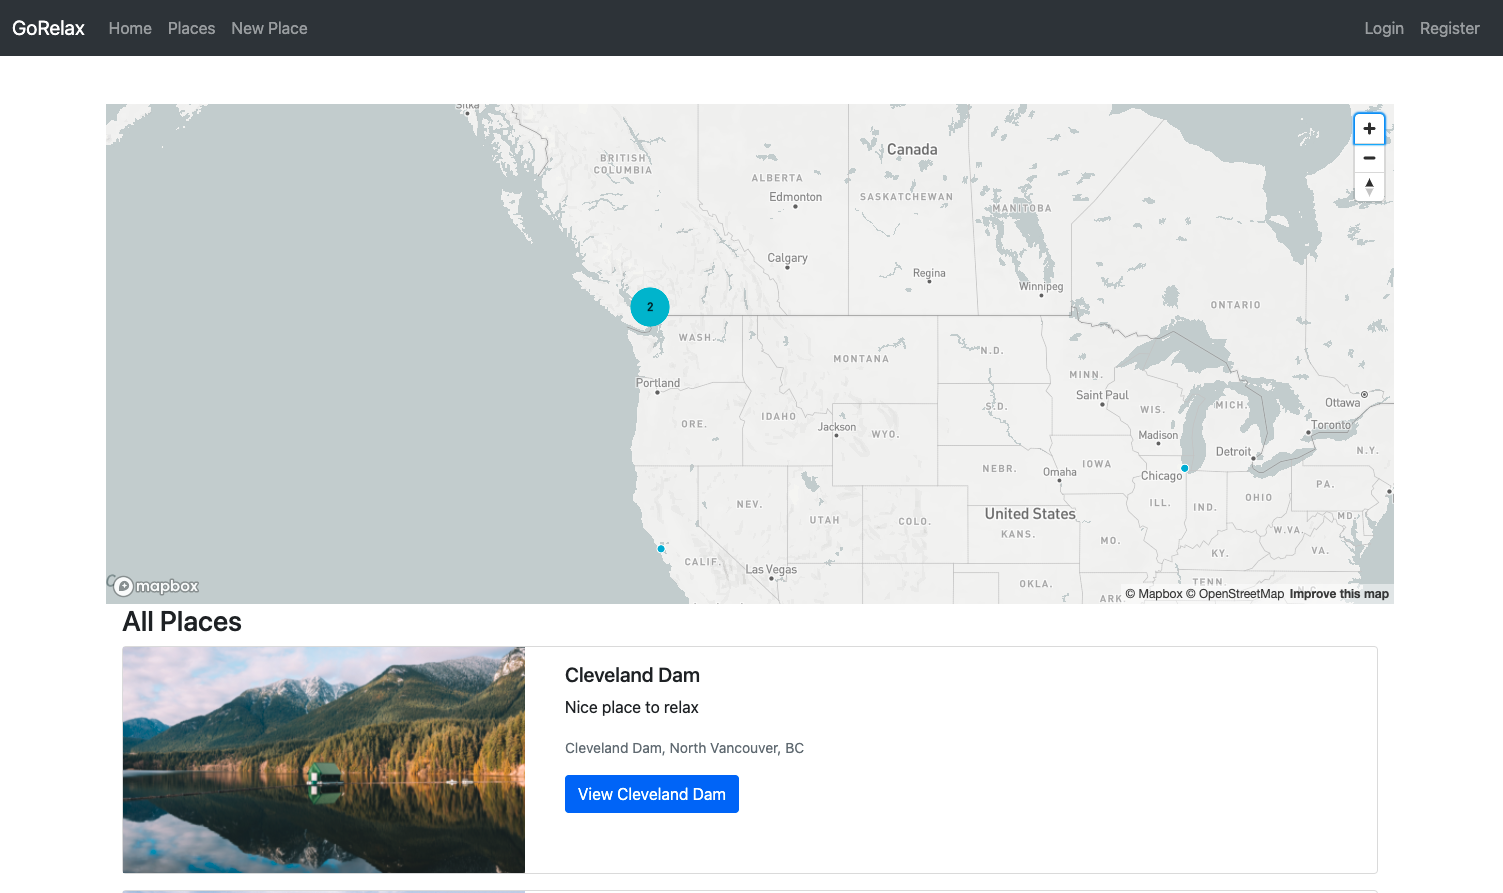 GoRelax Home Places New Place Login Register
Sitka
Canada
BRITISH
COLUMBIA
ALBERTA
Edmonton
SASKATCHEWAN
MANITOBA
Calgary
Regina
Winnipeg
ONTARIO
2
WASH.
MONTANA
N.D.
MINN.
Portland
Saint Paul
Ottawa
S.D.
WIS.
MICH.
IDAHO
ORE.
Jackson
WYO.
Madison
Toronto
Detroit
N.Y.
NEBR.
Omaha
IOWA
Chicago
PA.
NEV.
UTAH
COLO.
United States
ILL.
IND.
OHIO
MD.
KANS.
MO.
W.VA.
KY.
VA.
CALIF.
Las Vegas
OKLA.
TENN.
ARK.
mapbox
© Mapbox © OpenStreetMap Improve this map
All Places
Cleveland Dam
Nice place to relax
Cleveland Dam, North Vancouver, BC
View Cleveland Dam